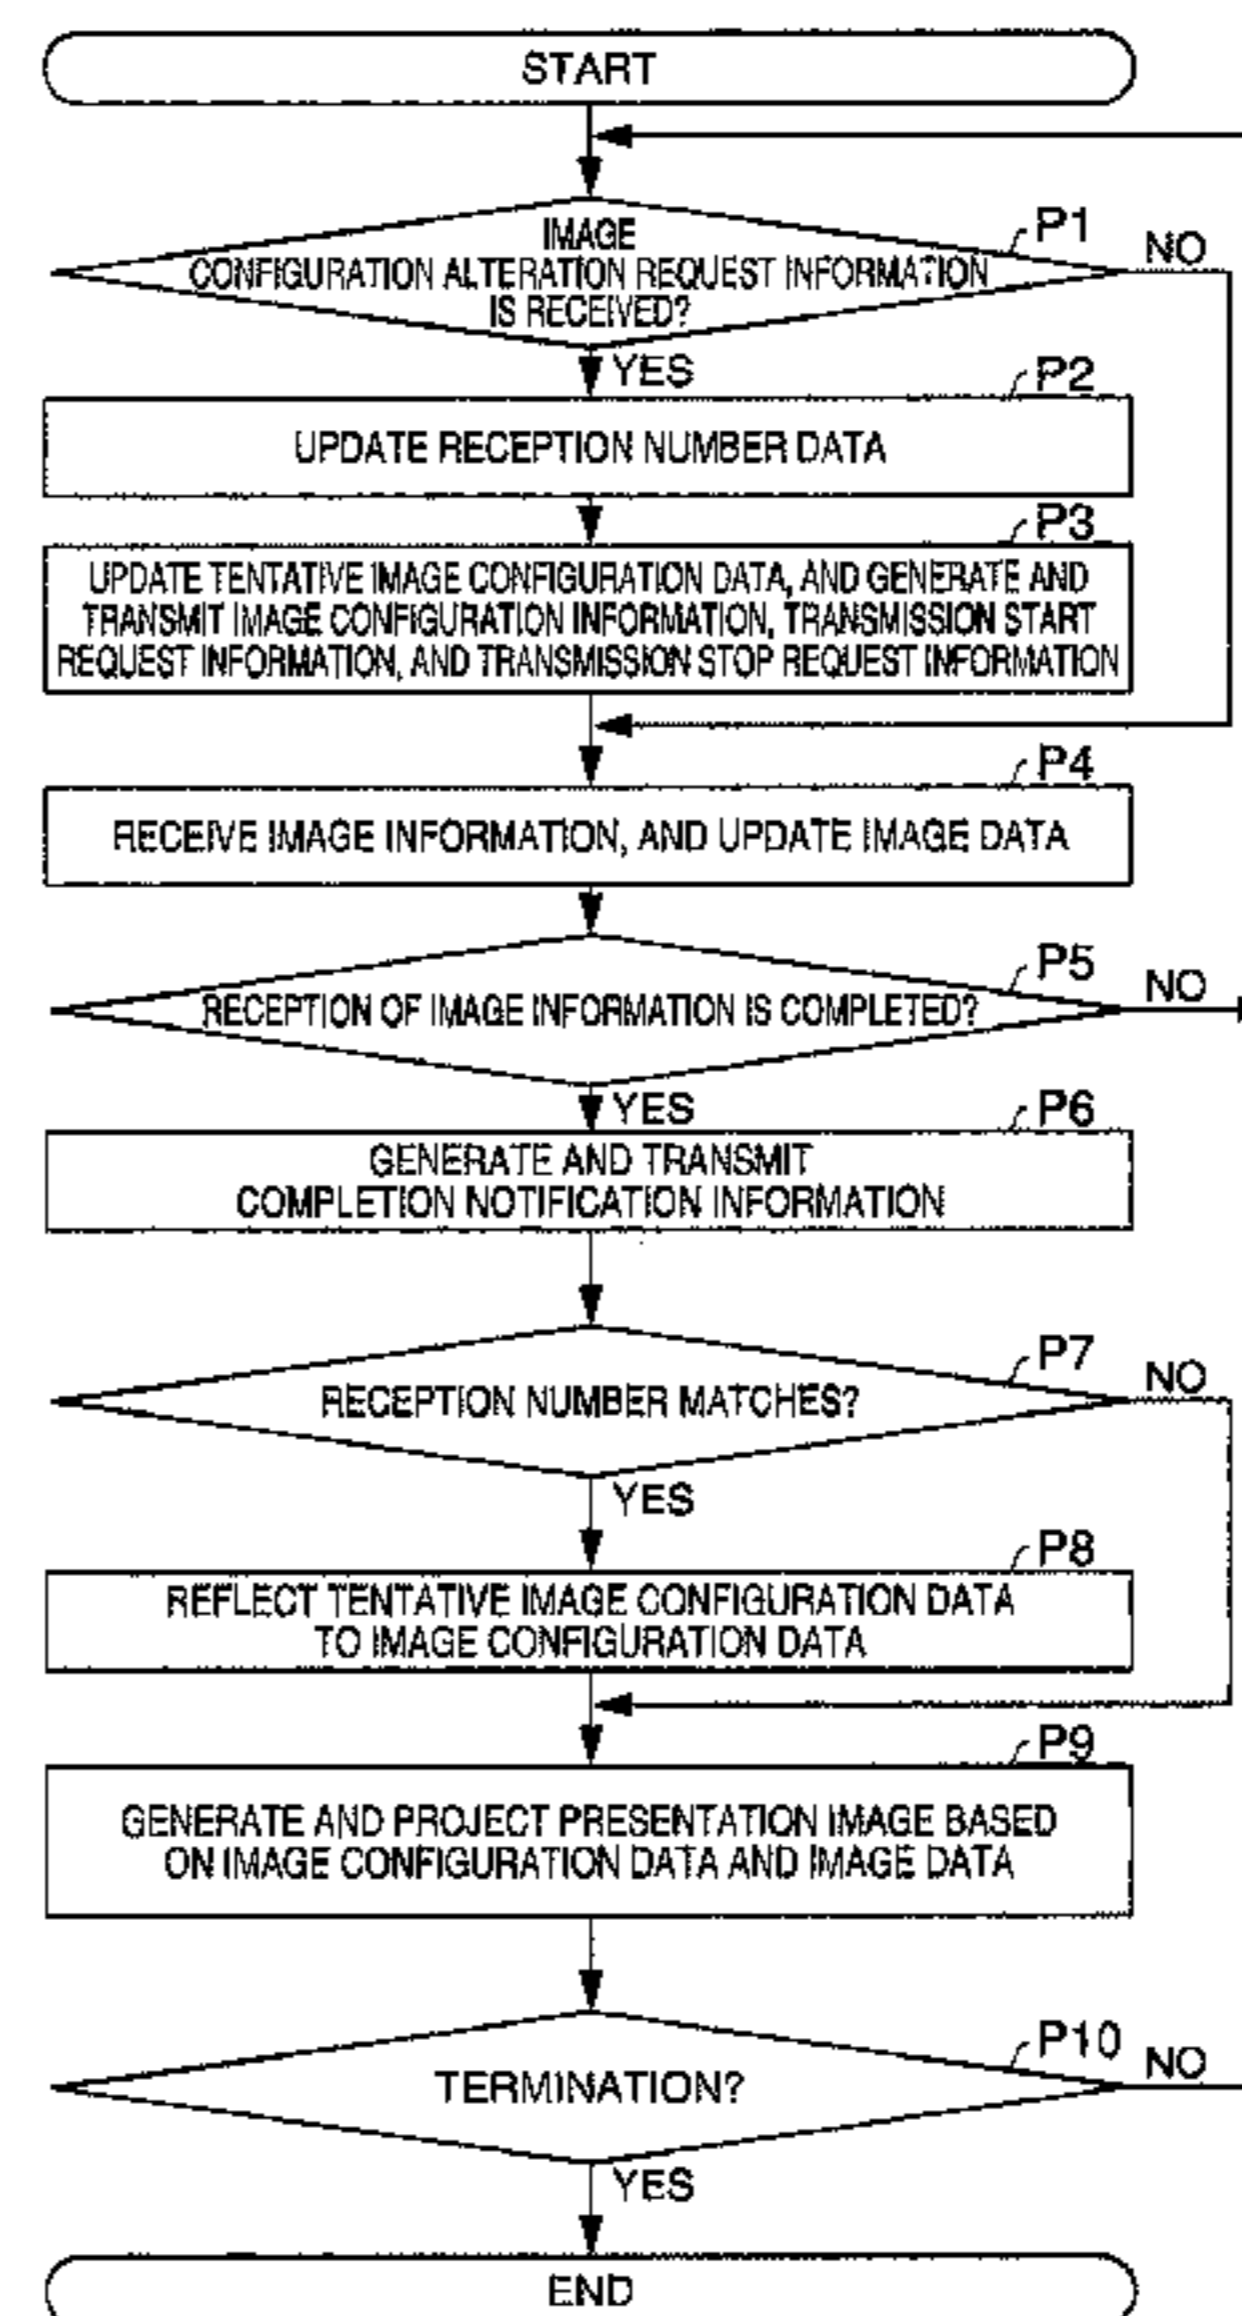 START
P1
NO
IMAGE
CONFIGURATION ALTERATION REQUEST INFORMATION
IS RECEIVED?
YES
P2
UPDATE RECEPTION NUMBER DATA
P3
UPDATE TENTATIVE IMAGE CONFIGURATION DATA, AND GENERATE AND
TRANSMIT IMAGE CONFIGURATION INFORMATION, TRANSMISSION START
REQUEST INFORMATION, AND TRANSMISSION STOP REQUEST INFORMATION
P4
RECEIVE IMAGE INFORMATION, AND UPDATE IMAGE DATA
P5
NO
RECEPTION OF IMAGE INFORMATION IS COMPLETED?
YES
P6
GENERATE AND TRANSMIT
COMPLETION NOTIFICATION INFORMATION
P7
NO
RECEPTION NUMBER MATCHES?
YES
P8
REFLECT TENTATIVE IMAGE CONFIGURATION DATA
TO IMAGE CONFIGURATION DATA
P9
GENERATE AND PROJECT PRESENTATION IMAGE BASED
ON IMAGE CONFIGURATION DATA AND IMAGE DATA
P10
NO
TERMINATION?
YES
END